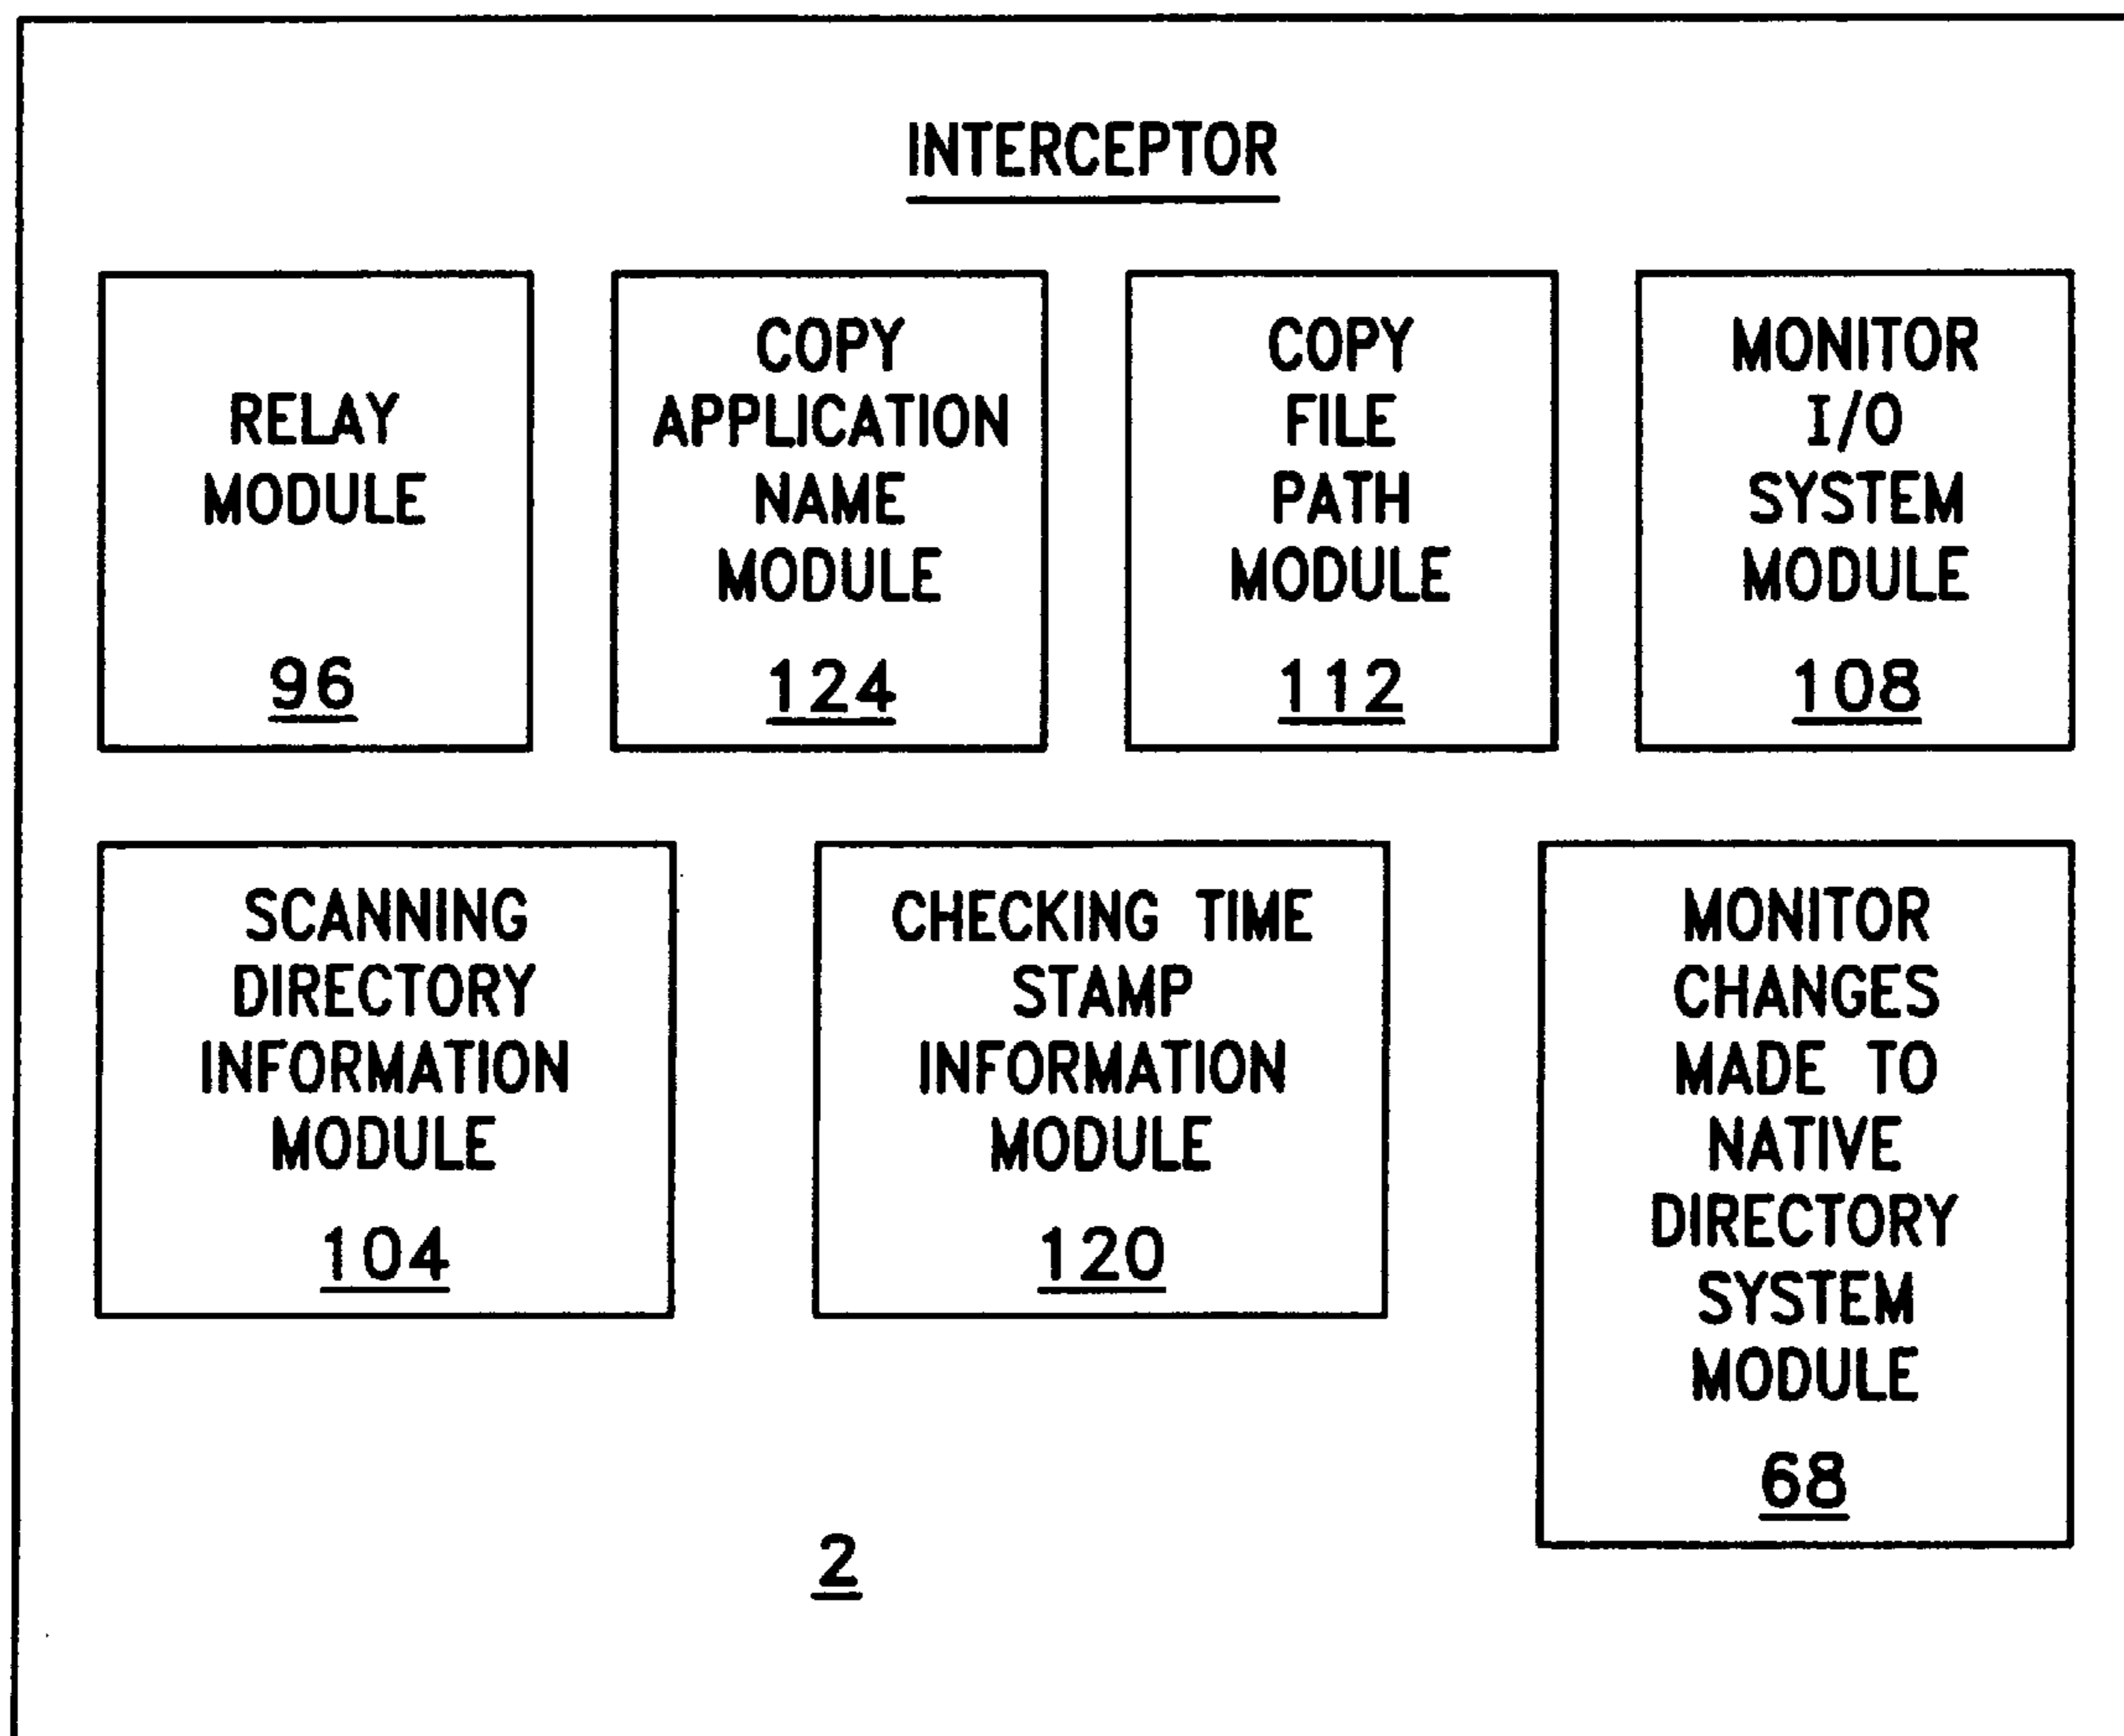 INTERCEPTOR
RELAY
MODULE
96
COPY
APPLICATION
NAME
MODULE
124
COPY
FILE
PATH
MODULE
112
MONITOR
I/O
SYSTEM
MODULE
108
SCANNING
DIRECTORY
INFORMATION
MODULE
104
CHECKING TIME
STAMP
INFORMATION
MODULE
120
MONITOR
CHANGES
MADE TO
NATIVE
DIRECTORY
SYSTEM
MODULE
68
2